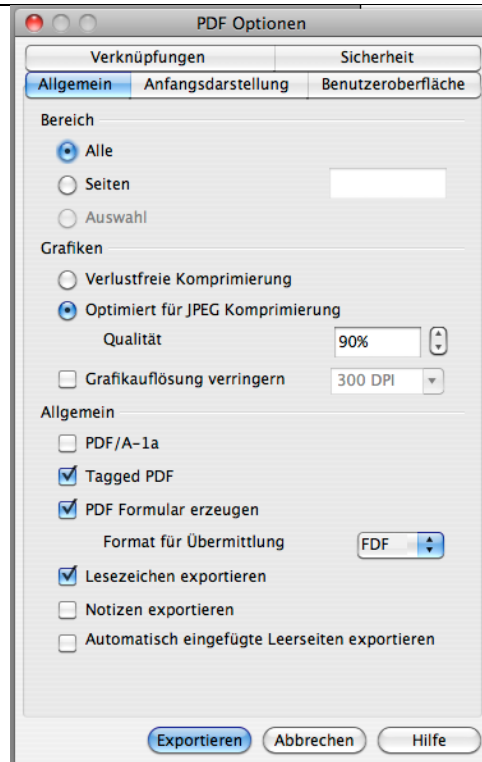 PDF Optionen
Verknüpfungen Sicherheit
Allgemein Anfangsdarstellung Benutzeroberfläche
Bereich
Alle
Seiten
Auswahl
Grafiken
Verlustfreie Komprimierung
Optimiert für JPEG Komprimierung
Qualität 90%
Grafikauflösung verringern 300 DPI
Allgemein
PDF/A-1a
Tagged PDF
PDF Formular erzeugen
Format für Übermittlung FDF
Lesezeichen exportieren
Notizen exportieren
Automatisch eingefügte Leerseiten exportieren
Exportieren Abbrechen Hilfe